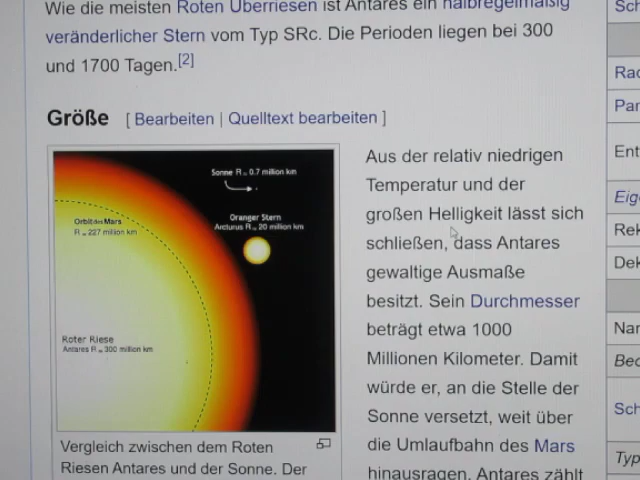 Wie die meisten Roten Überriesen ist Antares ein halbregelmäßig
veränderlicher Stern vom Typ SRc. Die Perioden liegen bei 300
und 1700 Tagen.[2]
Größe [ Bearbeiten | Quelltext bearbeiten ]
Sonne R = 0.7 million km
Orbit des Mars
R = 227 million km
Oranger Stern
Arcturus R = 20 million km
Roter Riese
Antares R = 300 million km
Vergleich zwischen dem Roten
Riesen Antares und der Sonne. Der
Aus der relativ niedrigen
Temperatur und der
großen Helligkeit lässt sich
schließen, dass Antares
gewaltige Ausmaße
besitzt. Sein Durchmesser
beträgt etwa 1000
Millionen Kilometer. Damit
würde er, an die Stelle der
Sonne versetzt, weit über
die Umlaufbahn des Mars
hinausragen. Antares zählt
Sch
Rad
Par
Ent
Eige
Rek
Dek
Nam
Sch
Typ